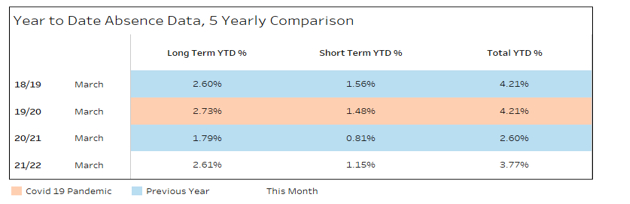 Year to Date Absence Data, 5 Yearly Comparison
Long Term YTD % Short Term YTD % Total YTD %
18/19 March 2.60% 1.56% 4.21%
19/20 March 2.73% 1.48% 4.21%
20/21 March 1.79% 0.81% 2.60%
21/22 March 2.61% 1.15% 3.77%
Covid 19 Pandemic Previous Year This Month